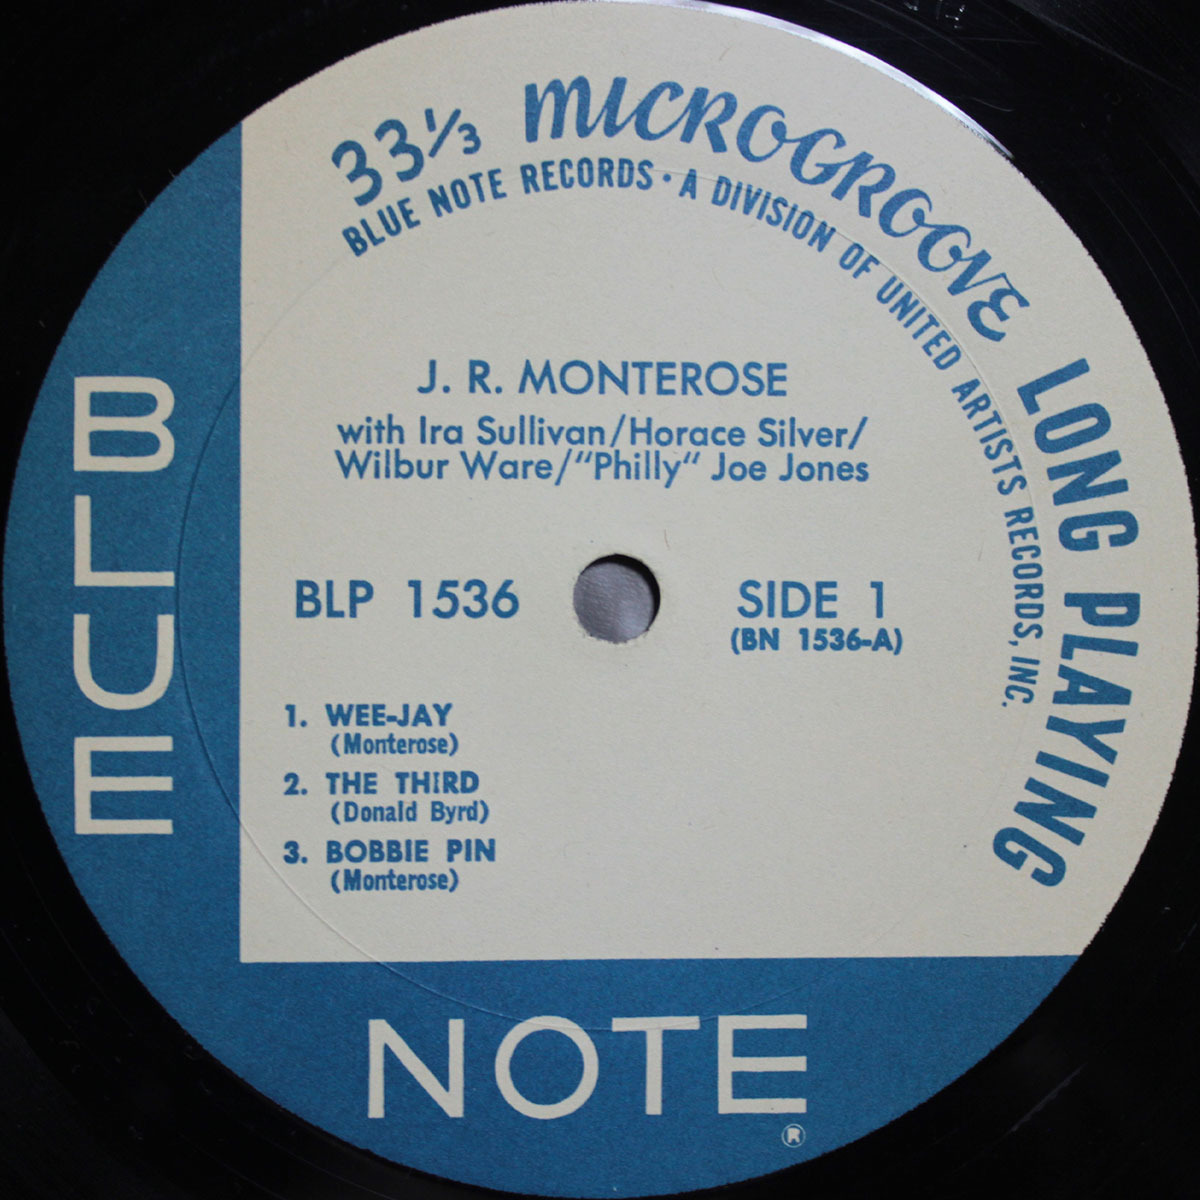 33⅓ MICROGROOVE LONG PLAYING
BLUE NOTE RECORDS · A DIVISION OF UNITED ARTISTS RECORDS, INC.
J. R. MONTEROSE
with Ira Sullivan/Horace Silver/
Wilbur Ware/"Philly" Joe Jones
BLP 1536 SIDE 1
(BN 1536-A)
1. WEE-JAY
(Monterose)
2. THE THIRD
(Donald Byrd)
3. BOBBIE PIN
(Monterose)
BLUE
NOTE
®